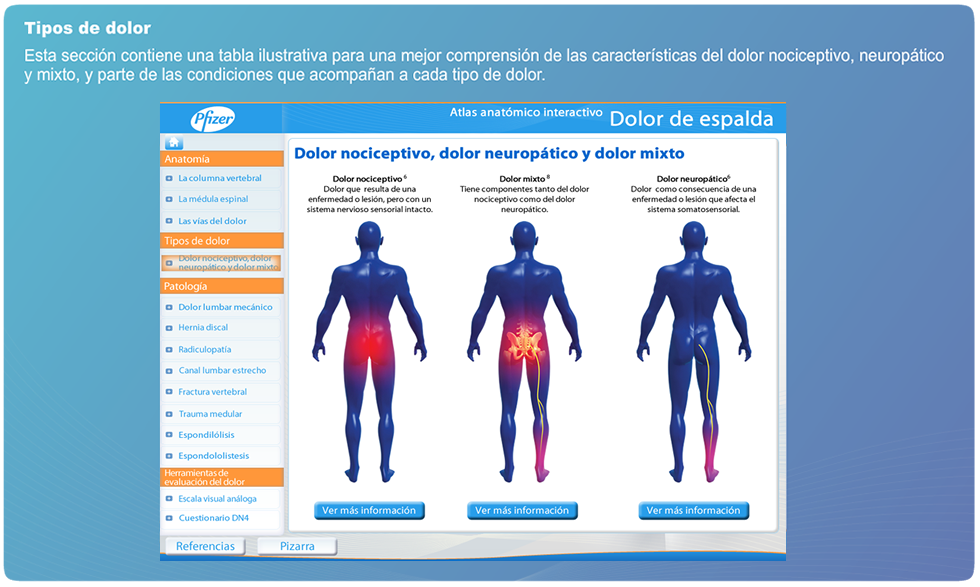 Tipos de dolor
Esta sección contiene una tabla ilustrativa para una mejor comprensión de las características del dolor nociceptivo, neuropático
y mixto, y parte de las condiciones que acompañan a cada tipo de dolor.
Pfizer
Atlas anatómico interactivo Dolor de espalda
Anatomía
La columna vertebral
La médula espinal
Las vías del dolor
Tipos de dolor
Dolor nociceptivo, dolor
neuropático y dolor mixto
Patología
Dolor lumbar mecánico
Hernia discal
Radiculopatía
Canal lumbar estrecho
Fractura vertebral
Trauma medular
Espondilólisis
Espondololistesis
Herramientas de
evaluación del dolor
Escala visual análoga
Cuestionario DN4
Referencias
Pizarra
Dolor nociceptivo, dolor neuropático y dolor mixto
Dolor nociceptivo 6
Dolor que resulta de una
enfermedad o lesión, pero con un
sistema nervioso sensorial intacto.
Ver más información
Dolor mixto 8
Tiene componentes tanto del dolor
nociceptivo como del dolor
neuropático.
Ver más información
Dolor neuropático6
Dolor como consecuencia de una
enfermedad o lesión que afecta el
sistema somatosensorial.
Ver más información